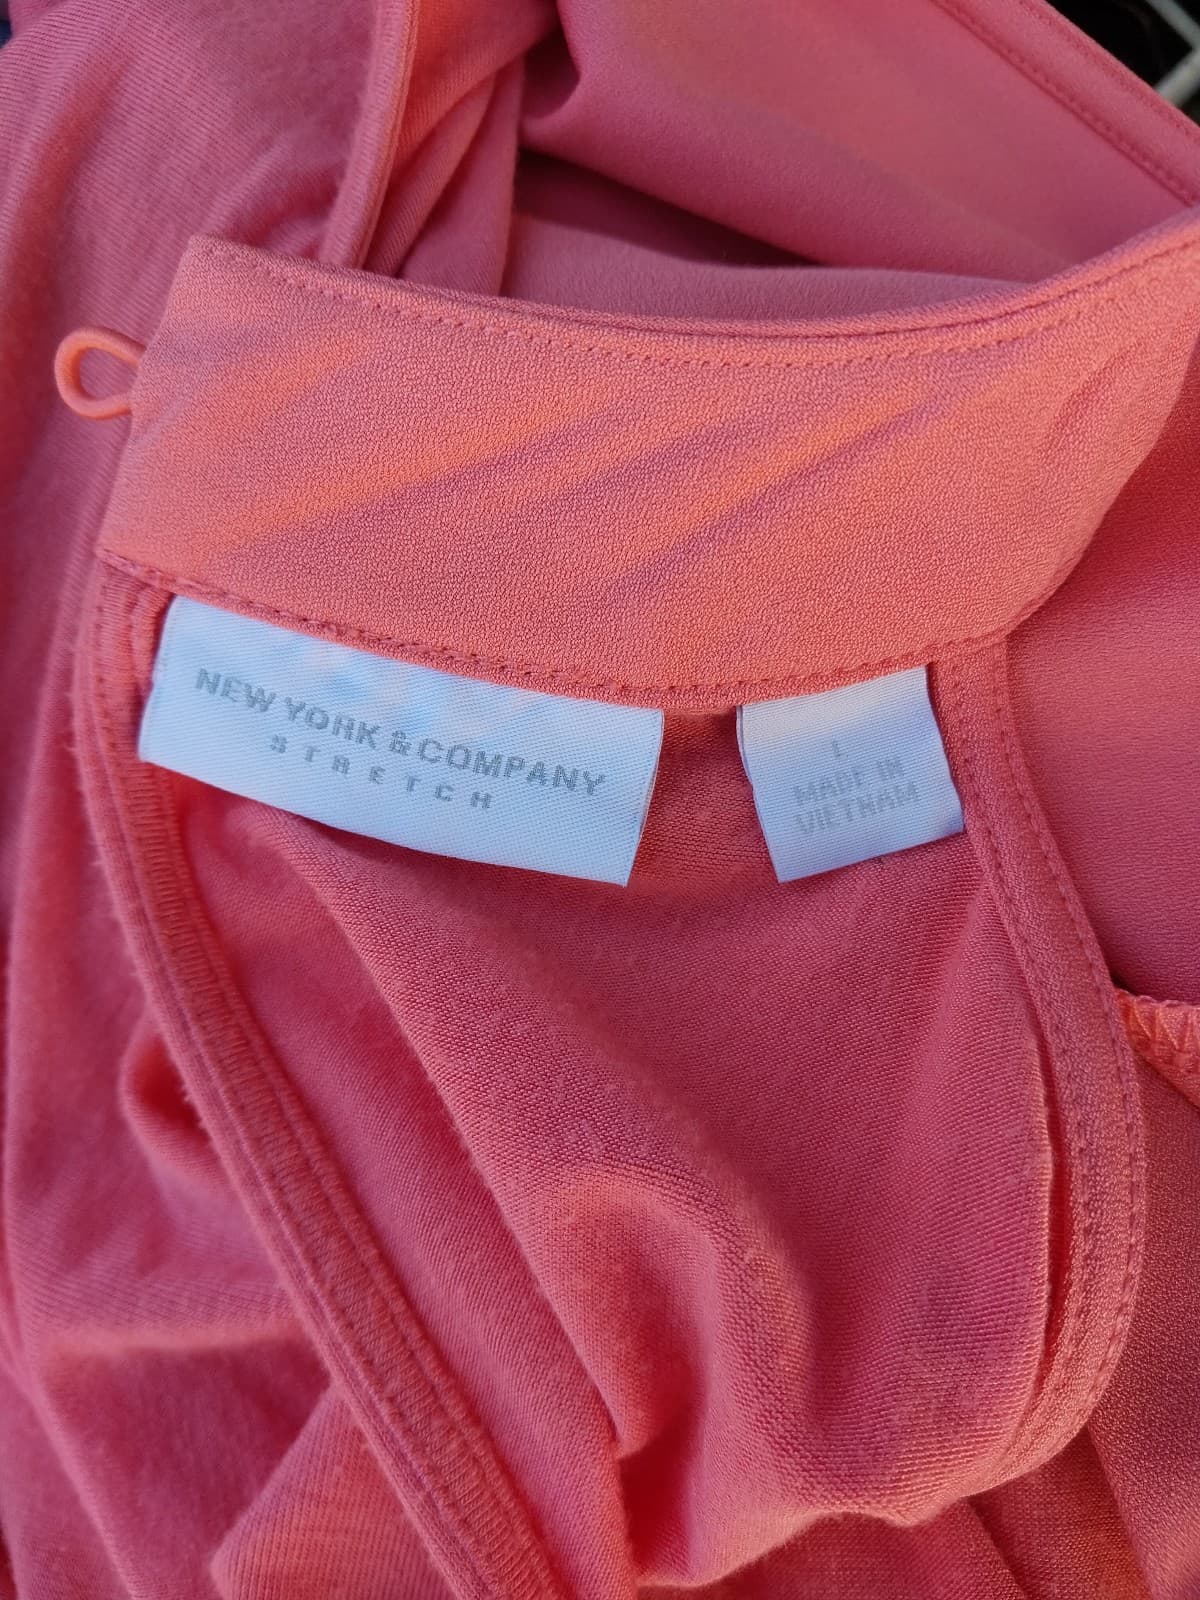 NEW YORK & COMPANY
STRETCH
L
MADE IN
VIETNAM